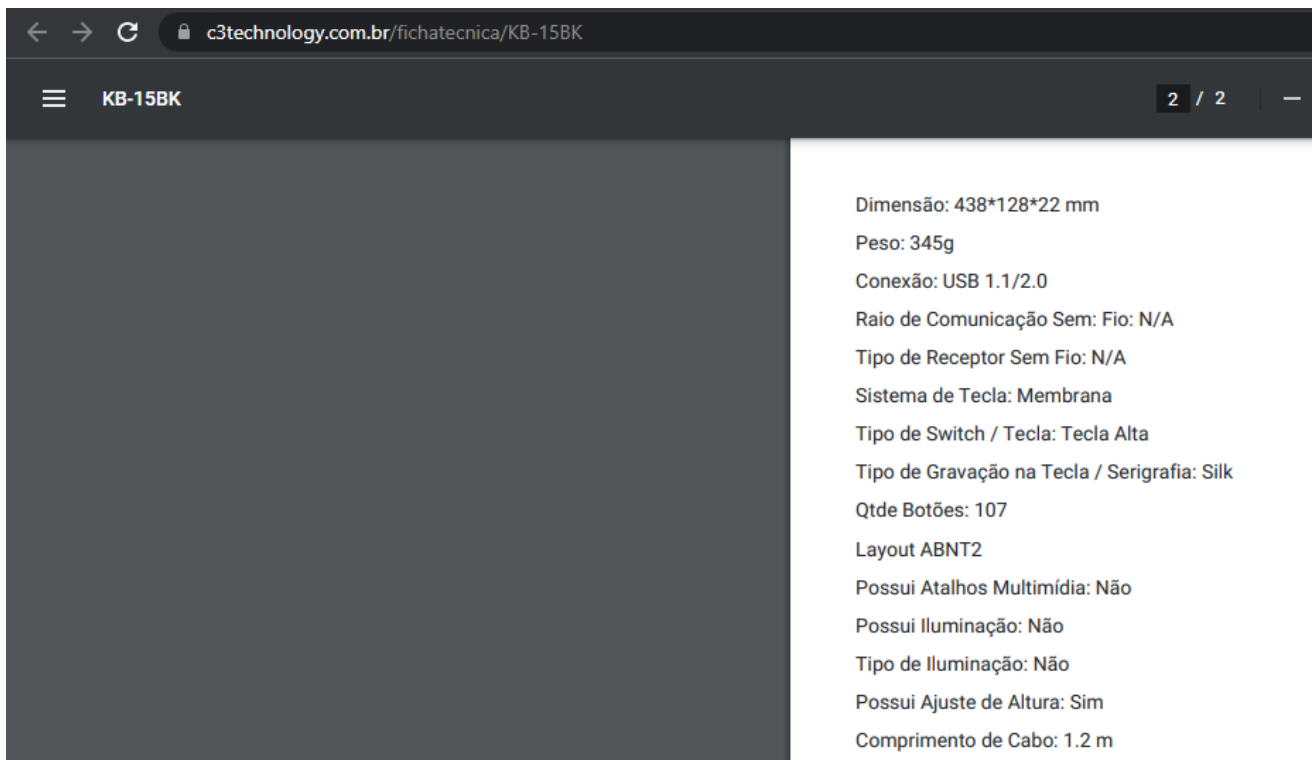 c3technology.com.br/fichatecnica/KB-15BK
KB-15BK
2 / 2
Dimensão: 438*128*22 mm
Peso: 345g
Conexão: USB 1.1/2.0
Raio de Comunicação Sem: Fio: N/A
Tipo de Receptor Sem Fio: N/A
Sistema de Tecla: Membrana
Tipo de Switch / Tecla: Tecla Alta
Tipo de Gravação na Tecla / Serigrafia: Silk
Qtde Botões: 107
Layout ABNT2
Possui Atalhos Multimídia: Não
Possui Iluminação: Não
Tipo de Iluminação: Não
Possui Ajuste de Altura: Sim
Comprimento de Cabo: 1.2 m